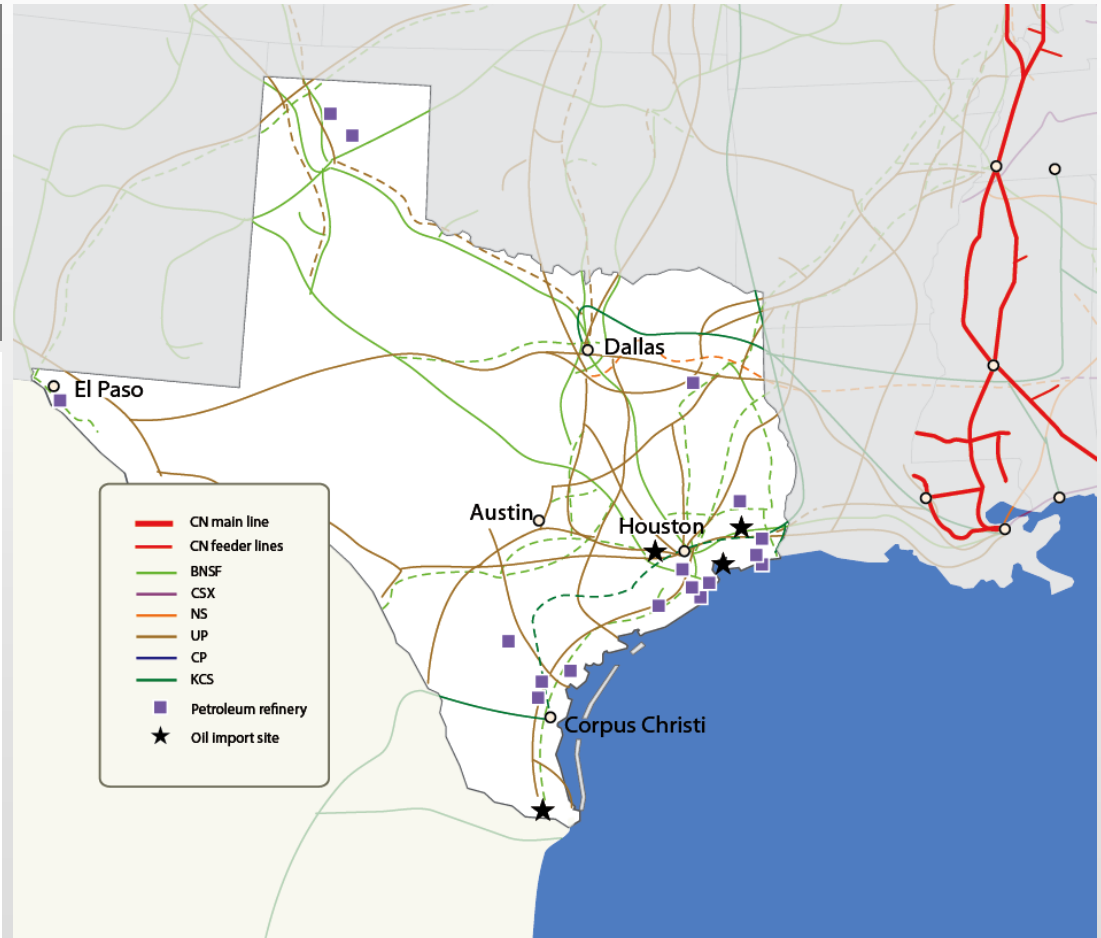 Dallas
El Paso
Austin
Houston
CN main line
CN feeder lines
BNSF
CSX
NS
UP
CP
KCS
Petroleum refinery
Oil import site
Corpus Christi